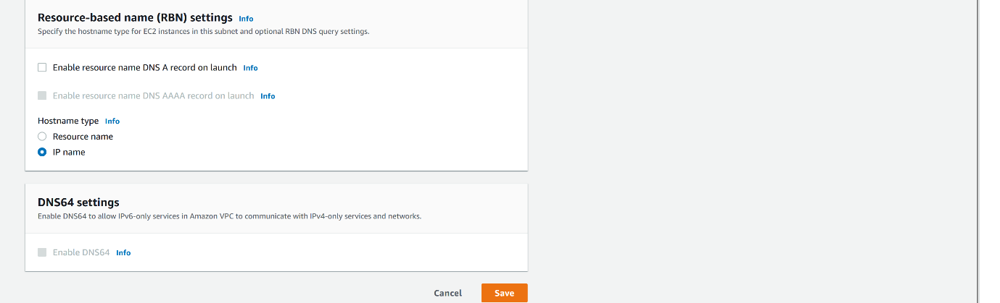 Resource-based name (RBN) settings Info
Specify the hostname type for EC2 instances in this subnet and optional RBN DNS query settings.
Enable resource name DNS A record on launch Info
Enable resource name DNS AAAA record on launch Info
Hostname type Info
Resource name
IP name
DNS64 settings
Enable DNS64 to allow IPv6-only services in Amazon VPC to communicate with IPv4-only services and networks.
Enable DNS64 Info
Cancel Save